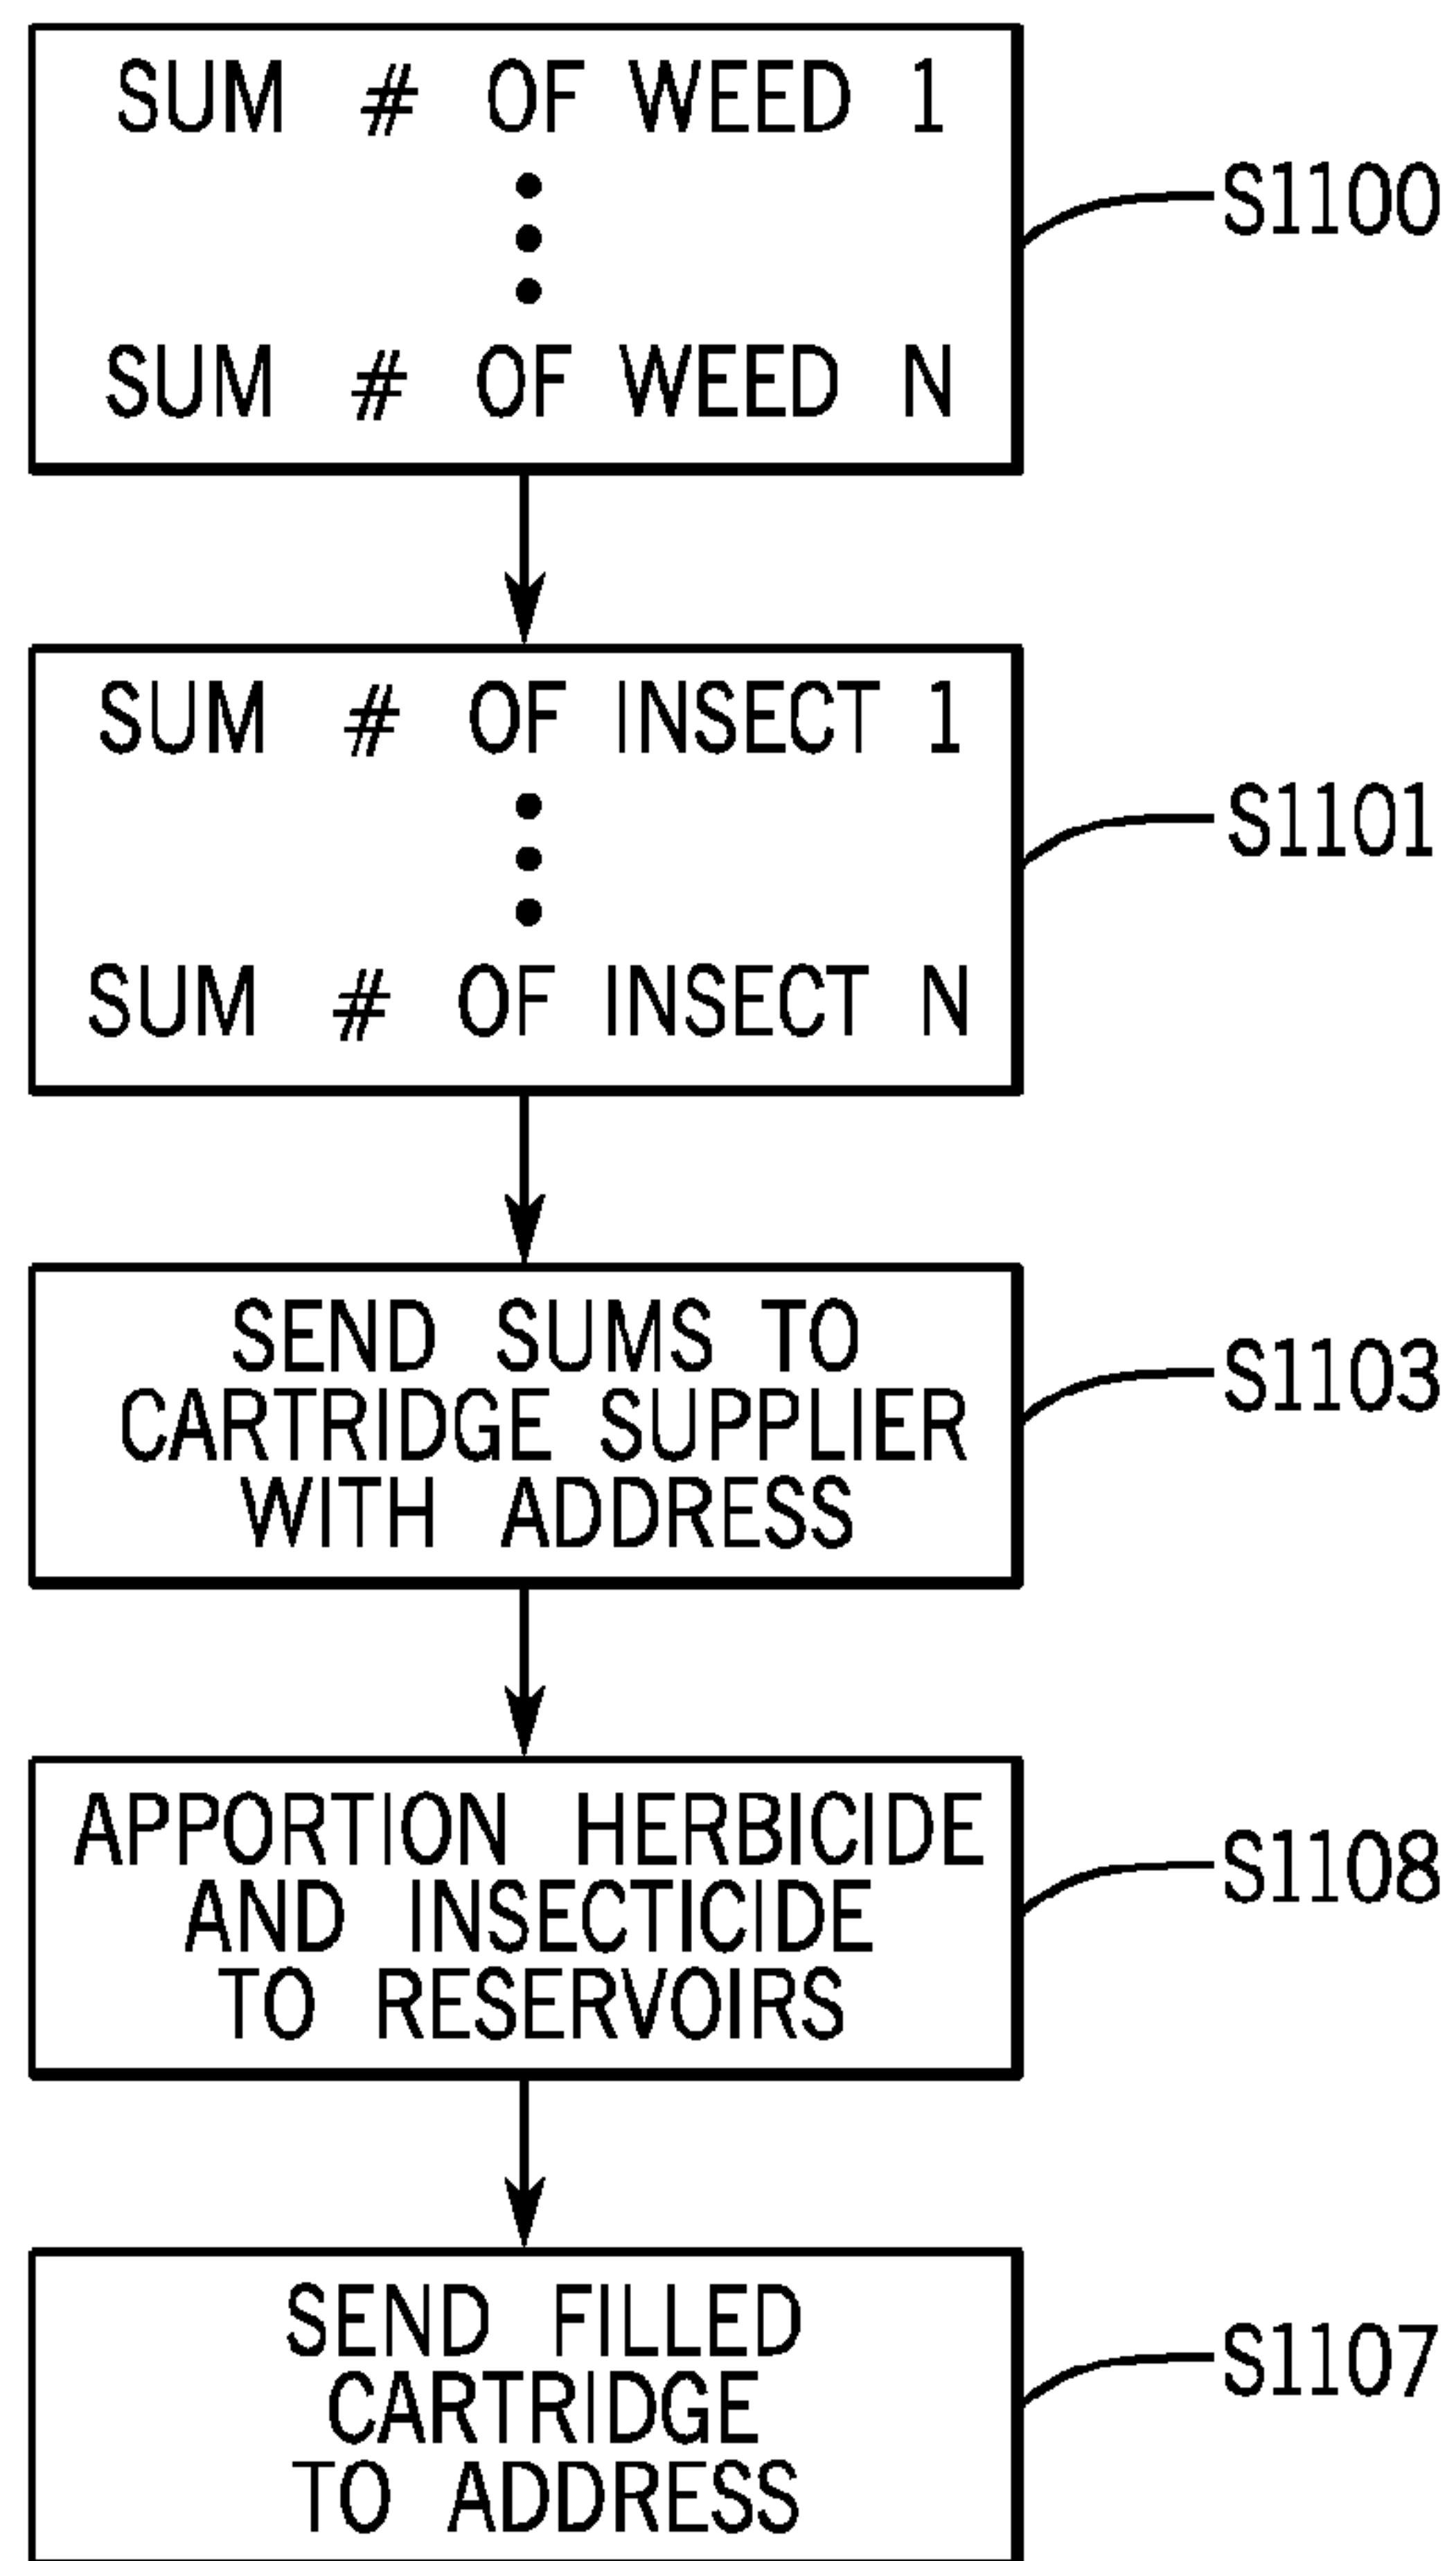 SUM # OF WEED 1
SUM # OF WEED N
S1100
SUM # OF INSECT 1
SUM # OF INSECT N
S1101
SEND SUMS TO
CARTRIDGE SUPPLIER
WITH ADDRESS
S1103
APPORTION HERBICIDE
AND INSECTICIDE
TO RESERVOIRS
S1108
SEND FILLED
CARTRIDGE
TO ADDRESS
S1107